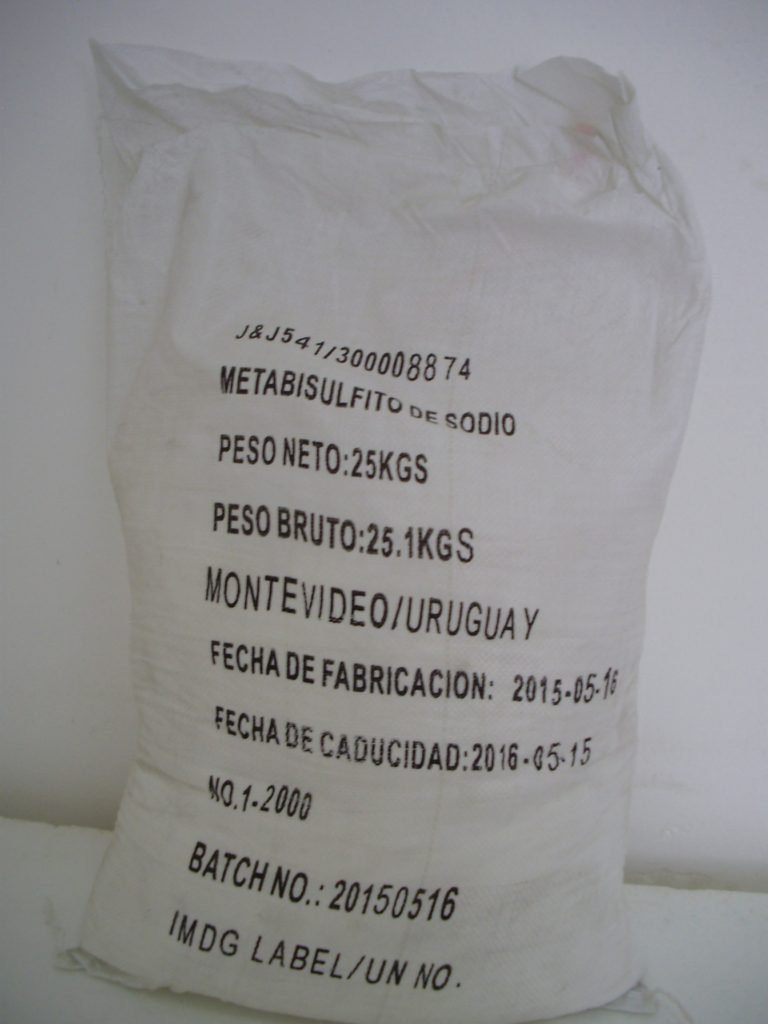 J&J541/300008874
METABISULFITO DE SODIO
PESO NETO:25KGS
PESO BRUTO:25.1KGS
MONTEVIDEO/URUGUAY
FECHA DE FABRICACION: 2015-05-16
FECHA DE CADUCIDAD:2016-05-15
NO.1-2000
BATCH NO.: 20150516
IMDG LABEL/UN NO.